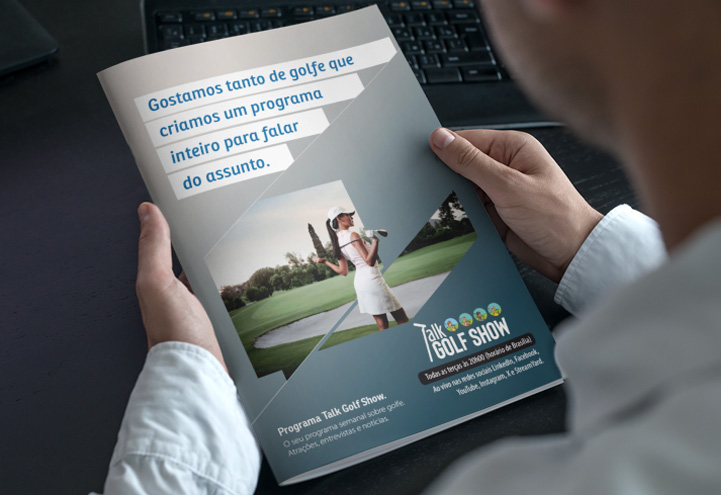 Gostamos tanto de golfe que
criamos um programa
inteiro para falar
do assunto.
Talk
GOLF SHOW
Todas as terças às 20h00 (horário de Brasília)
Ao vivo nas redes sociais LinkedIn, Facebook,
YouTube, Instagram, X e StreamYard.
Programa Talk Golf Show.
O seu programa semanal sobre golfe.
Atrações, entrevistas e notícias.